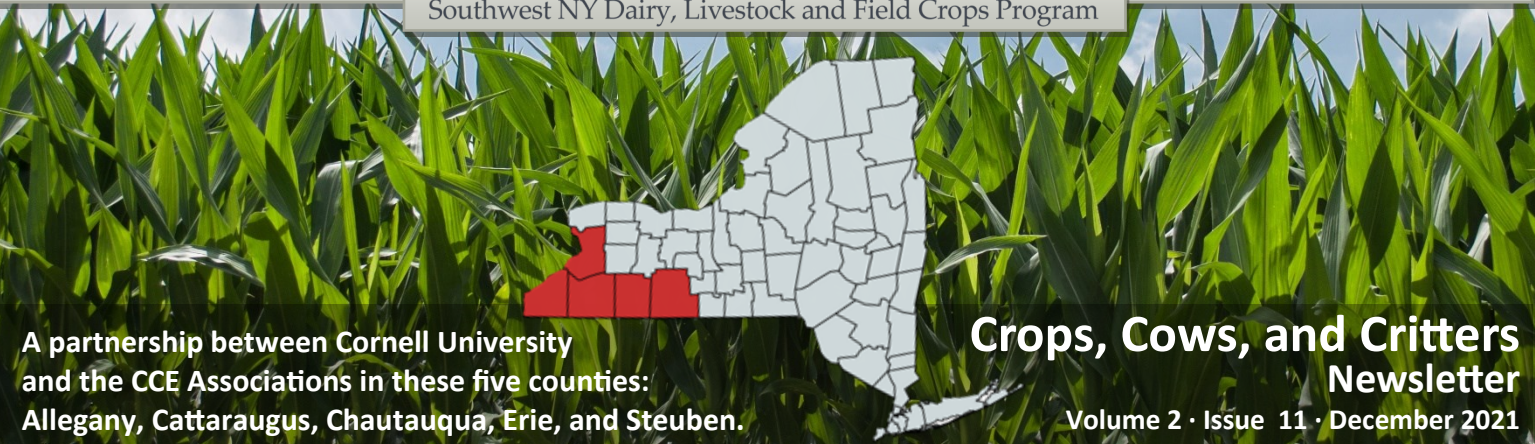 Southwest NY Dairy, Livestock and Field Crops Program
A partnership between Cornell University
and the CCE Associations in these five counties:
Allegany, Cattaraugus, Chautauqua, Erie, and Steuben.
Crops, Cows, and Critters
Newsletter
Volume 2 · Issue 11 · December 2021